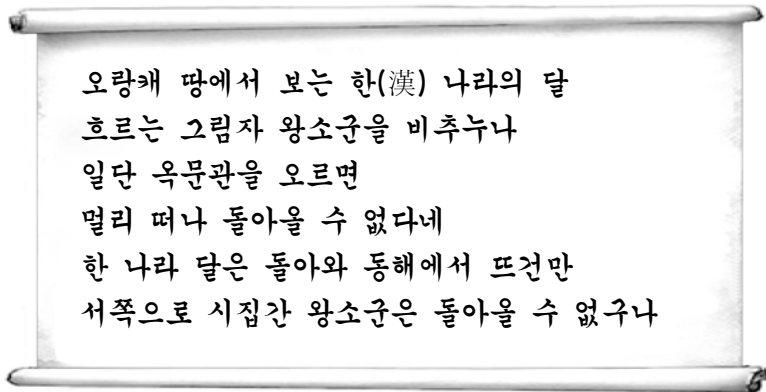 오랑캐 땅에서 보는 한(漢) 나라의 달
흐르는 그림자 왕소군을 비추누나
일단 옥문관을 오르면
멀리 떠나 돌아올 수 없다네
한 나라 달은 돌아와 동해에서 뜨건만
서쪽으로 시집간 왕소군은 돌아올 수 없구나